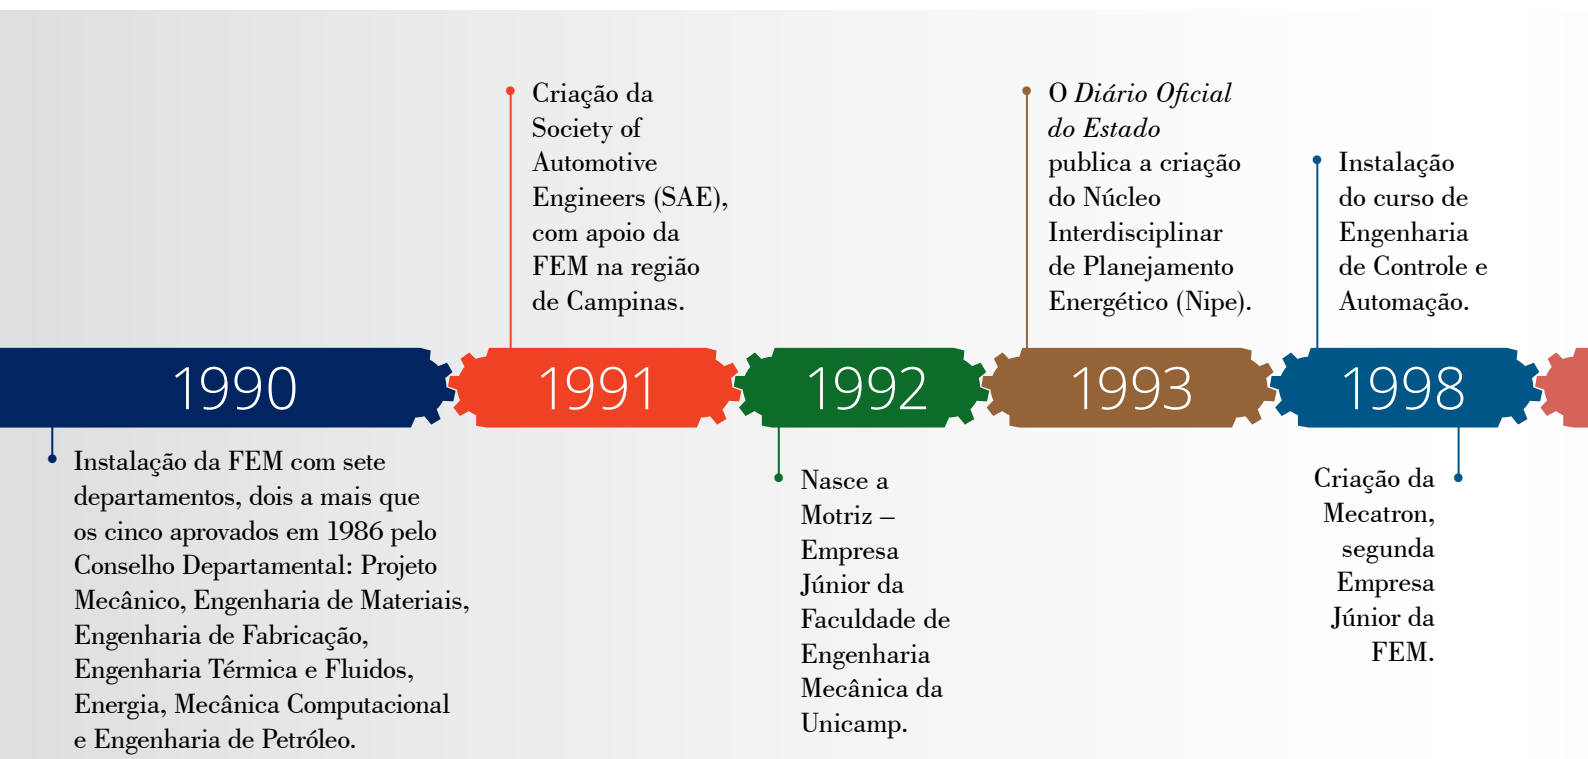 1990
Instalação da FEM com sete
departamentos, dois a mais que
os cinco aprovados em 1986 pelo
Conselho Departamental: Projeto
Mecânico, Engenharia de Materiais,
Engenharia de Fabricação,
Engenharia Térmica e Fluidos,
Energia, Mecânica Computacional
e Engenharia de Petróleo.
Criação da
Society of
Automotive
Engineers (SAE),
com apoio da
FEM na região
de Campinas.
1991
1992
Nasce a
Motriz –
Empresa
Júnior da
Faculdade de
Engenharia
Mecânica da
Unicamp.
O Diário Oficial
do Estado
publica a criação
do Núcleo
Interdisciplinar
de Planejamento
Energético (Nipe).
1993
Instalação
do curso de
Engenharia
de Controle e
Automação.
1998
Criação da
Mecatron,
segunda
Empresa
Júnior da
FEM.